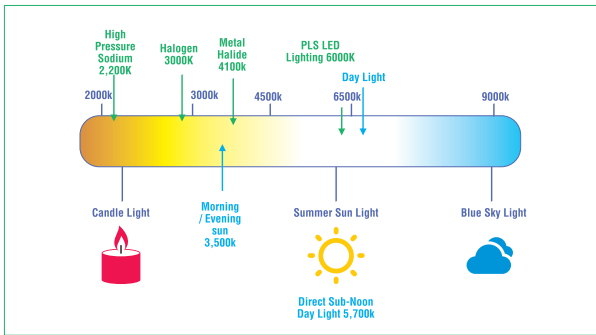 High
Pressure
Sodium
2,200K
Halogen
3000K
Metal
Halide
4100k
PLS LED
Lighting 6000K
Day Light
2000k
3000k
4500k
6500k
9000k
Candle Light
Morning
/ Evening
sun
3,500k
Summer Sun Light
Blue Sky Light
Direct Sub-Noon
Day Light 5,700k